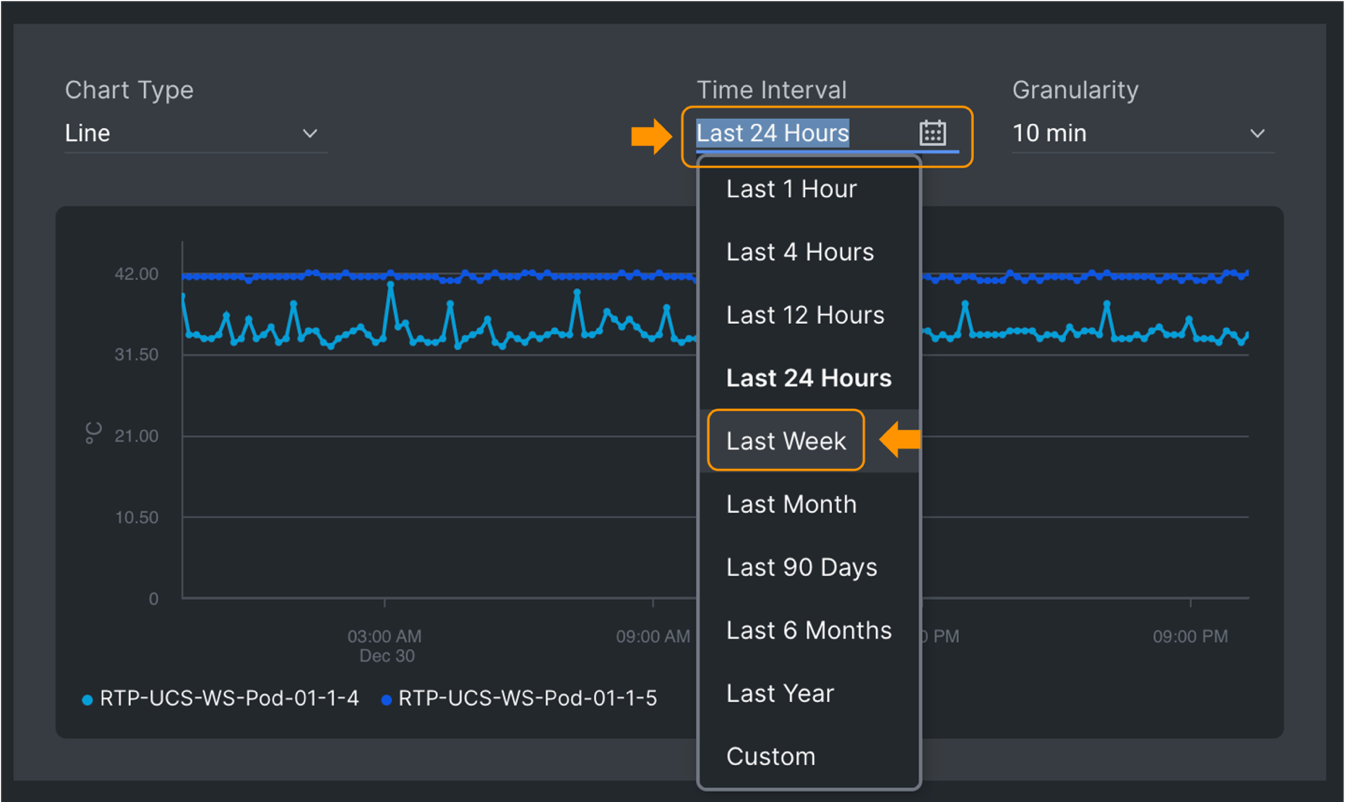 Chart Type
Time Interval
Granularity
Line
Last 24 Hours
10 min
Last 1 Hour
Last 4 Hours
Last 12 Hours
Last 24 Hours
Last Week
Last Month
Last 90 Days
Last 6 Months
Last Year
Custom
°C
42.00
31.50
21.00
10.50
0
03:00 AM
Dec 30
09:00 AM
PM
09:00 PM
RTP-UCS-WS-Pod-01-1-4
RTP-UCS-WS-Pod-01-1-5